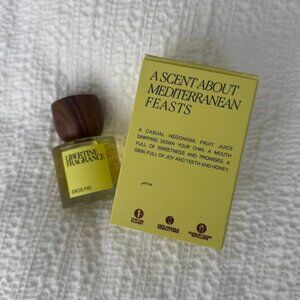 LIBERTINE
FRAGRANCE
EROS FIG
A SCENT ABOUT
MEDITERRANEAN
FEASTS
A CASUAL HEDONISM. FRUIT JUICE
DRIPPING DOWN YOUR CHIN, A MOUTH
FULL OF SWEETNESS AND PROMISES. A
GRIN, FULL OF JOY AND TEETH AND HONEY.